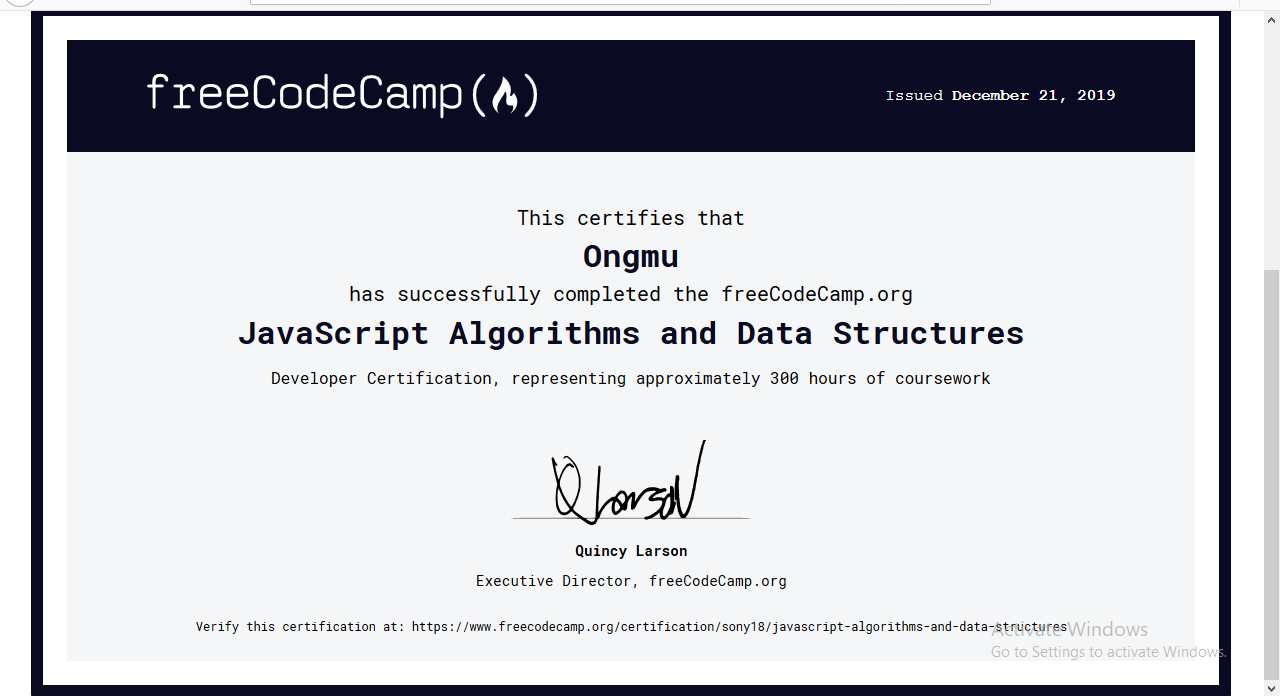 freeCodeCamp
Issued December 21, 2019
This certifies that
Ongmu
has successfully completed the freeCodeCamp.org
JavaScript Algorithms and Data Structures
Developer Certification, representing approximately 300 hours of coursework
Q Larson
Quincy Larson
Executive Director, freeCodeCamp.org
Verify this certification at: https://www.freecodecamp.org/certification/sony18/javascript-algorithms-and-data-structures
Activate Windows
Go to Settings to activate Windows.